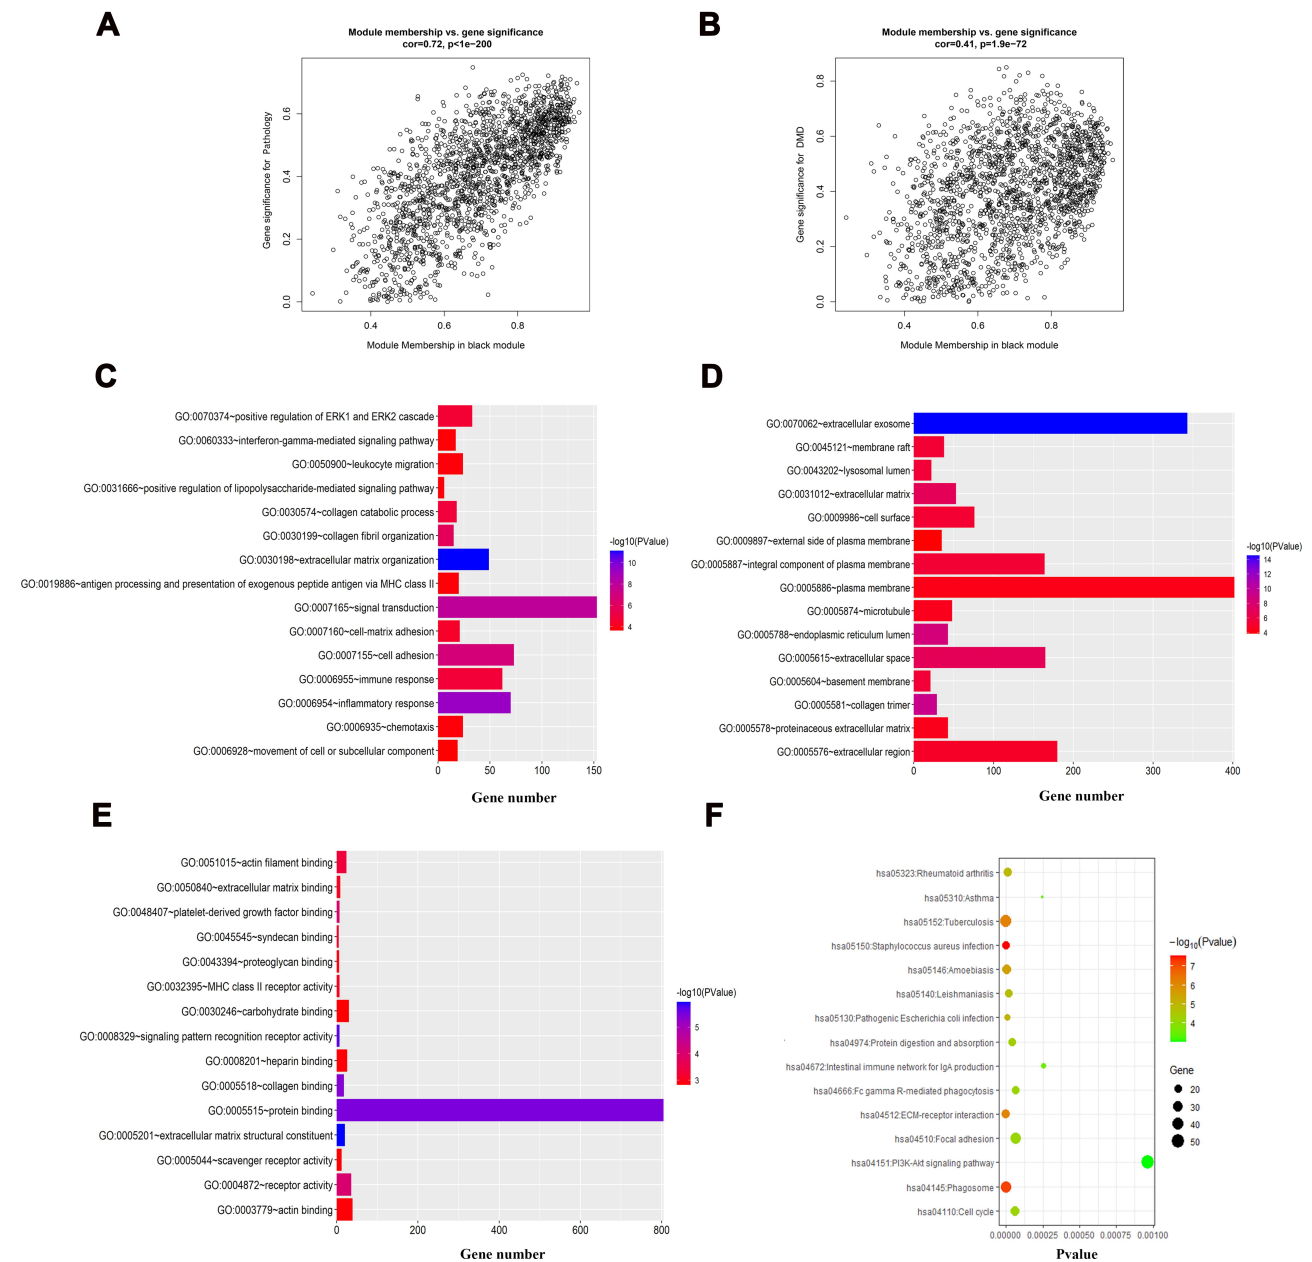 A
Module membership vs. gene significance
cor=0.72, p<1e−200
Gene significance for Pathology
0.0
0.2
0.4
0.6
0.4
0.6
0.8
Module Membership in black module
B
Module membership vs. gene significance
cor=0.41, p=1.9e−72
Gene significance for DMD
0.0
0.2
0.4
0.6
0.8
0.4
0.6
0.8
Module Membership in black module
C
GO:0070374~positive regulation of ERK1 and ERK2 cascade
GO:0060333~interferon-gamma-mediated signaling pathway
GO:0050900~leukocyte migration
GO:0031666~positive regulation of lipopolysaccharide-mediated signaling pathway
GO:0030574~collagen catabolic process
GO:0030199~collagen fibril organization
GO:0030198~extracellular matrix organization
GO:0019886~antigen processing and presentation of exogenous peptide antigen via MHC class II
GO:0007165~signal transduction
GO:0007160~cell-matrix adhesion
GO:0007155~cell adhesion
GO:0006955~immune response
GO:0006954~inflammatory response
GO:0006935~chemotaxis
GO:0006928~movement of cell or subcellular component
0
50
100
150
Gene number
-log10(PValue)
10
8
6
4
D
GO:0070062~extracellular exosome
GO:0045121~membrane raft
GO:0043202~lysosomal lumen
GO:0031012~extracellular matrix
GO:0009986~cell surface
GO:0009897~external side of plasma membrane
GO:0005887~integral component of plasma membrane
GO:0005886~plasma membrane
GO:0005874~microtubule
GO:0005788~endoplasmic reticulum lumen
GO:0005615~extracellular space
GO:0005604~basement membrane
GO:0005581~collagen trimer
GO:0005578~proteinaceous extracellular matrix
GO:0005576~extracellular region
0
100
200
300
400
Gene number
-log10(PValue)
14
12
10
8
6
4
E
GO:0051015~actin filament binding
GO:0050840~extracellular matrix binding
GO:0048407~platelet-derived growth factor binding
GO:0045545~syndecan binding
GO:0043394~proteoglycan binding
GO:0032395~MHC class II receptor activity
GO:0030246~carbohydrate binding
GO:0008329~signaling pattern recognition receptor activity
GO:0008201~heparin binding
GO:0005518~collagen binding
GO:0005515~protein binding
GO:0005201~extracellular matrix structural constituent
GO:0005044~scavenger receptor activity
GO:0004872~receptor activity
GO:0003779~actin binding
0
200
400
600
800
Gene number
-log10(PValue)
5
4
3
F
hsa05323:Rheumatoid arthritis
hsa05310:Asthma
hsa05152:Tuberculosis
hsa05150:Staphylococcus aureus infection
hsa05146:Amoebiasis
hsa05140:Leishmaniasis
hsa05130:Pathogenic Escherichia coli infection
hsa04974:Protein digestion and absorption
hsa04672:Intestinal immune network for IgA production
hsa04666:Fc gamma R-mediated phagocytosis
hsa04512:ECM-receptor interaction
hsa04510:Focal adhesion
hsa04151:PI3K-Akt signaling pathway
hsa04145:Phagosome
hsa04110:Cell cycle
0.00000
0.00025
0.00050
0.00075
0.00100
Pvalue
−log10(Pvalue)
7
6
5
4
Gene
20
30
40
50